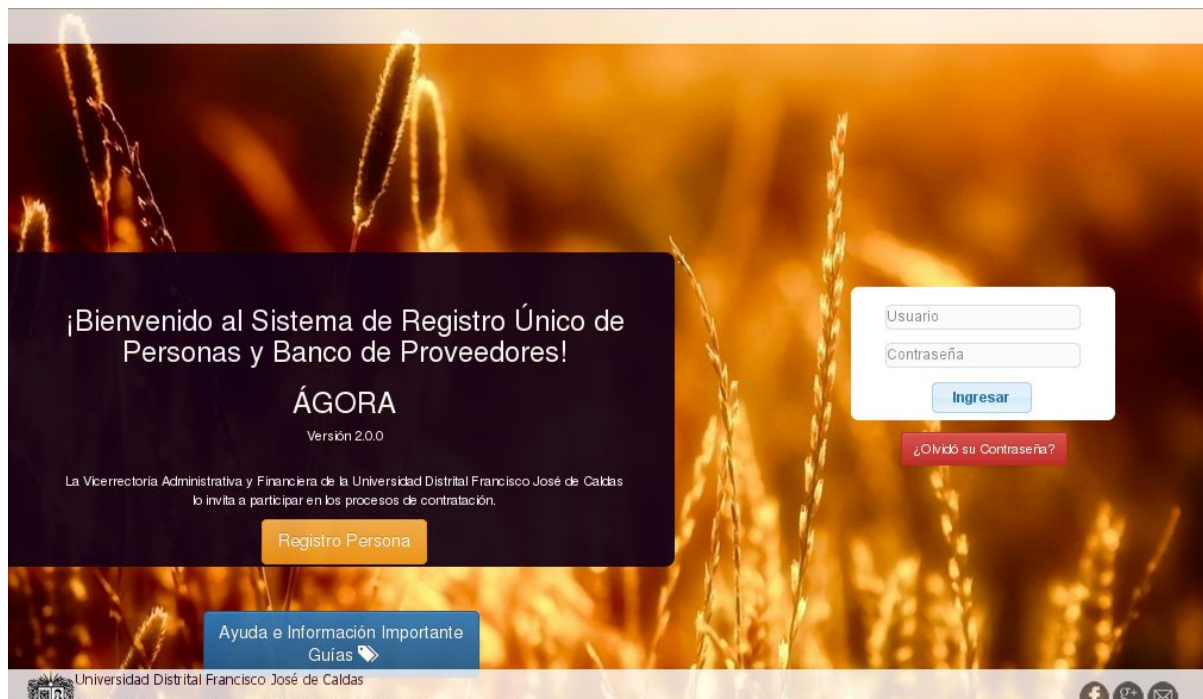 ¡Bienvenido al Sistema de Registro Único de
Personas y Banco de Proveedores!
ÁGORA
Versión 2.0.0
La Vicerrectoría Administrativa y Financiera de la Universidad Distrital Francisco José de Caldas
lo invita a participar en los procesos de contratación.
Registro Persona
Ayuda e Información Importante
Guías
Usuario
Contraseña
Ingresar
¿Olvidó su Contraseña?
Universidad Distrital Francisco José de Caldas